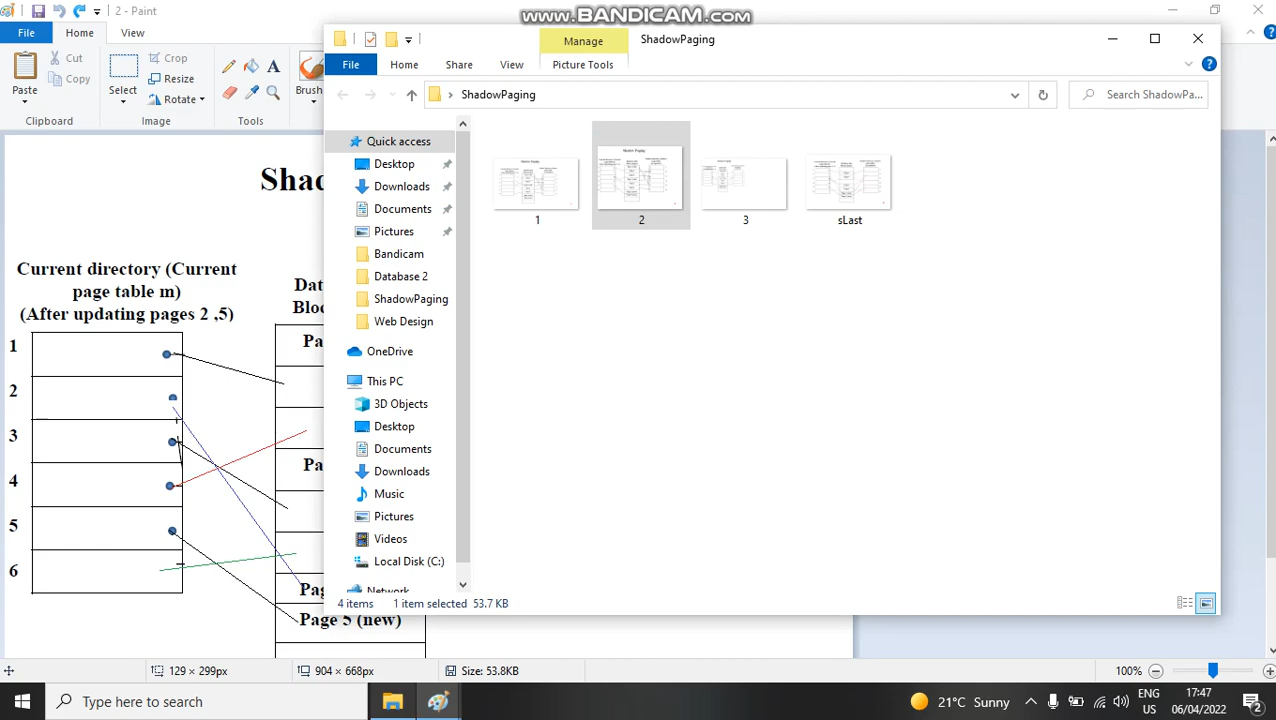 www.BANDICAM.com
2 - Paint
File
Home
View
Paste
Cut
Copy
Clipboard
Select
Crop
Resize
Rotate
Image
A
Tools
Brush
Manage
ShadowPaging
File
Home
Share
View
Picture Tools
ShadowPaging
Search ShadowPa...
Quick access
Desktop
Downloads
Documents
Pictures
Bandicam
Database 2
ShadowPaging
Web Design
OneDrive
This PC
3D Objects
Desktop
Documents
Downloads
Music
Pictures
Videos
Local Disk (C:)
Network
1
2
3
sLast
4 items
1 item selected 53.7 KB
Shad
Current directory (Current
page table m)
(After updating pages 2 ,5)
1
2
3
4
5
6
Dat
Bloc
Pa
Pa
Pag
Page 5 (new)
129 × 299px
904 × 668px
Size: 53.8KB
100%
Type here to search
21°C Sunny
ENG
US
17:47
06/04/2022
2